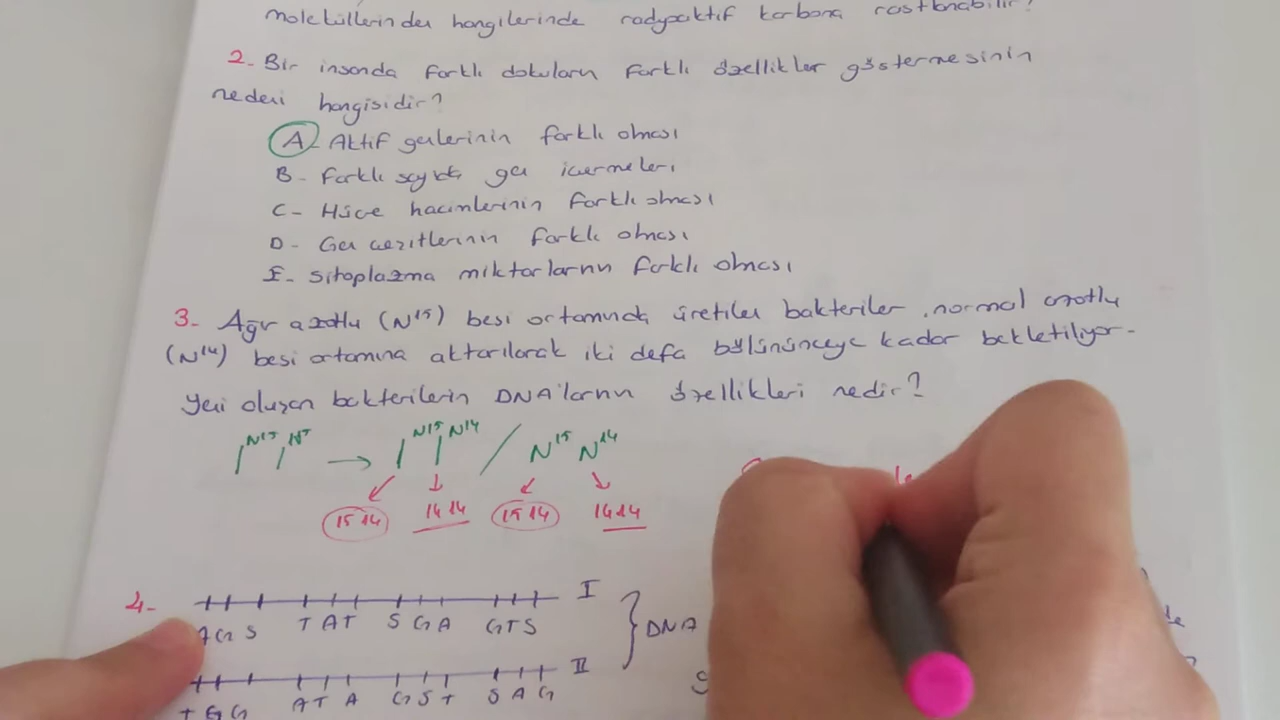 moleküllerinden hangilerinde radyoaktif karbona rastlanabilir?
2- Bir insanda farklı dokuların farklı özellikler göstermesinin
nedeni hangisidir?
A- Aktif genlerinin farklı olması
B- Farklı sayıda gen içermeleri
C- Hücre hacimlerinin farklı olması
D- Gen çeşitlerinin farklı olması
E- Sitoplazma miktarlarının farklı olması
3- Ağır azotlu (N15) besi ortamında üretilen bakteriler, normal azotlu
(N14) besi ortamına aktarılarak iki defa bölününceye kadar bekletiliyor.
Yeni oluşan bakterilerin DNA'larının özellikleri nedir?
N15 N15 → N15 N14 / N15 N14
15 14 14 14 15 14 14 14
4- I
A G S T A T S G A G T S
DNA
II
T G G A T A G S T S A G